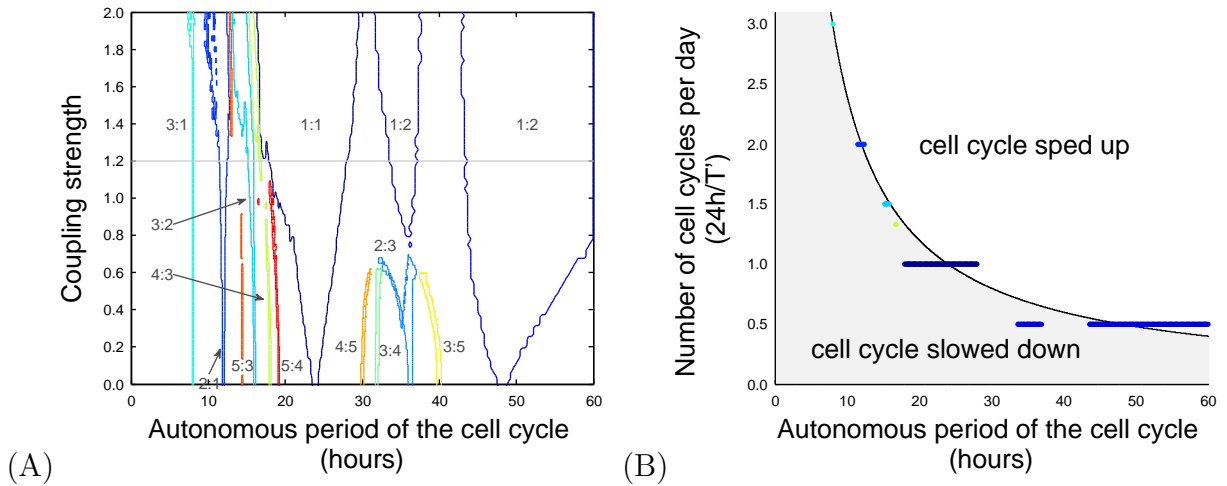 2.0
1.8
1.6
1.4
1.2
1.0
0.8
0.6
0.4
0.2
0.0
Coupling strength
3:1
1:1
1:2
1:2
3:2
2:3
4:3
2:1
5:3
5:4
4:5
3:4
3:5
0 10 20 30 40 50 60
Autonomous period of the cell cycle
(hours)
(A)
3.0
2.5
2.0
1.5
1.0
0.5
0.0
Number of cell cycles per day
(24h/T')
cell cycle sped up
cell cycle slowed down
0 10 20 30 40 50 60
Autonomous period of the cell cycle
(hours)
(B)